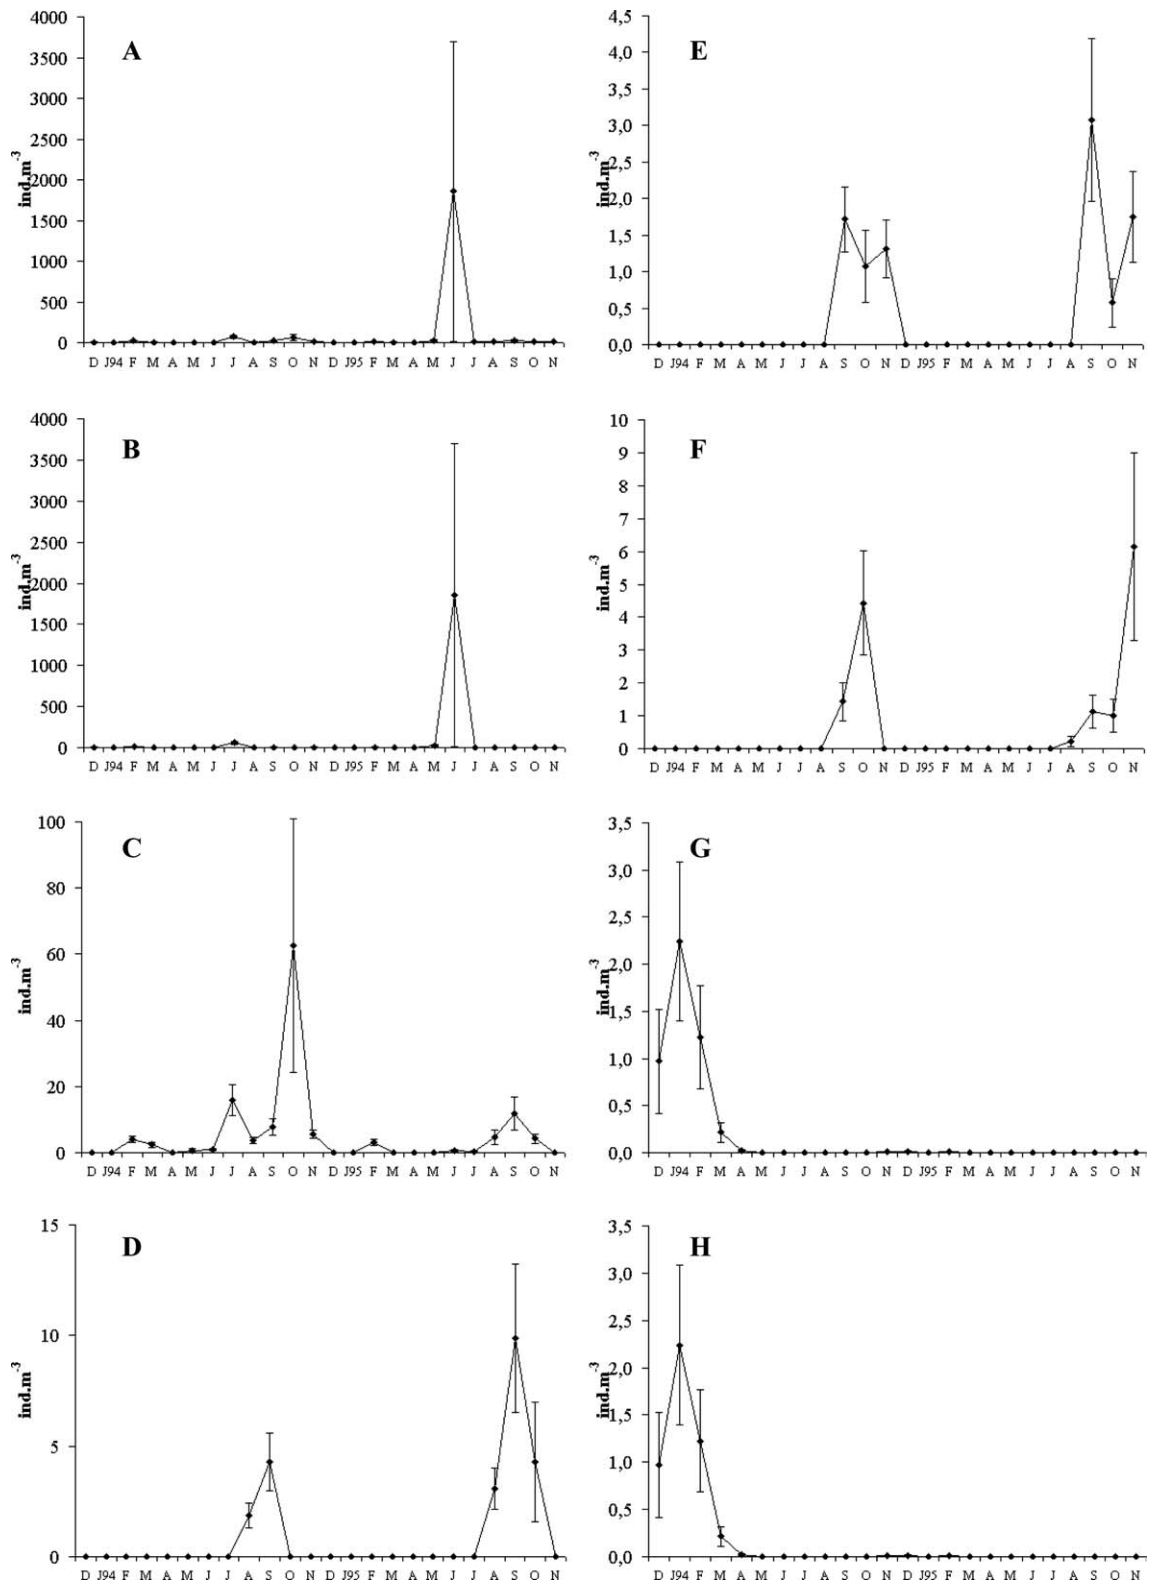 A
4000
3500
3000
2500
2000
1500
1000
500
0
ind.m-3
D J94 F M A M J J A S O N D J95 F M A M J J A S O N
E
4,5
4,0
3,5
3,0
2,5
2,0
1,5
1,0
0,5
0,0
ind.m-3
D J94 F M A M J J A S O N D J95 F M A M J J A S O N
B
4000
3500
3000
2500
2000
1500
1000
500
0
ind.m-3
D J94 F M A M J J A S O N D J95 F M A M J J A S O N
F
10
9
8
7
6
5
4
3
2
1
0
ind.m-3
D J94 F M A M J J A S O N D J95 F M A M J J A S O N
C
100
80
60
40
20
0
ind.m-3
D J94 F M A M J J A S O N D J95 F M A M J J A S O N
G
3,5
3,0
2,5
2,0
1,5
1,0
0,5
0,0
ind.m-3
D J94 F M A M J J A S O N D J95 F M A M J J A S O N
D
15
10
5
0
ind.m-3
D J94 F M A M J J A S O N D J95 F M A M J J A S O N
H
3,5
3,0
2,5
2,0
1,5
1,0
0,5
0,0
ind.m-3
D J94 F M A M J J A S O N D J95 F M A M J J A S O N